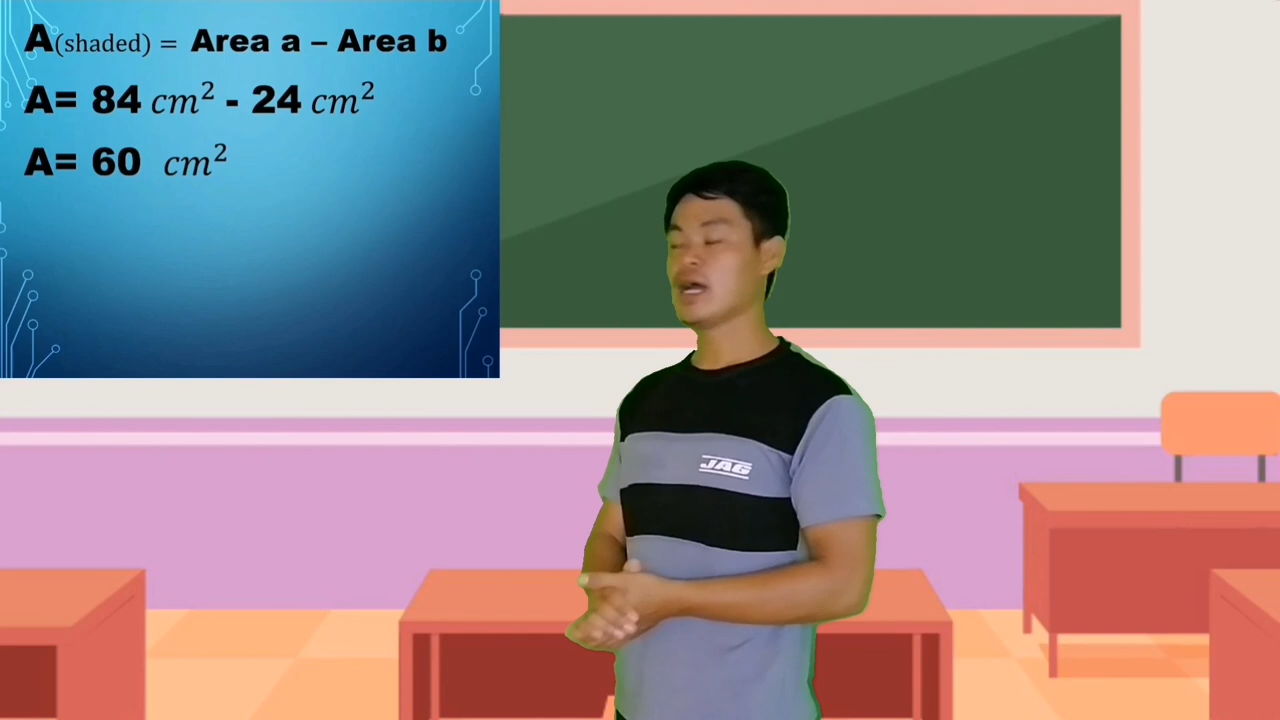 A(shaded) = Area a – Area b
A= 84 cm² - 24 cm²
A= 60 cm²
JAG